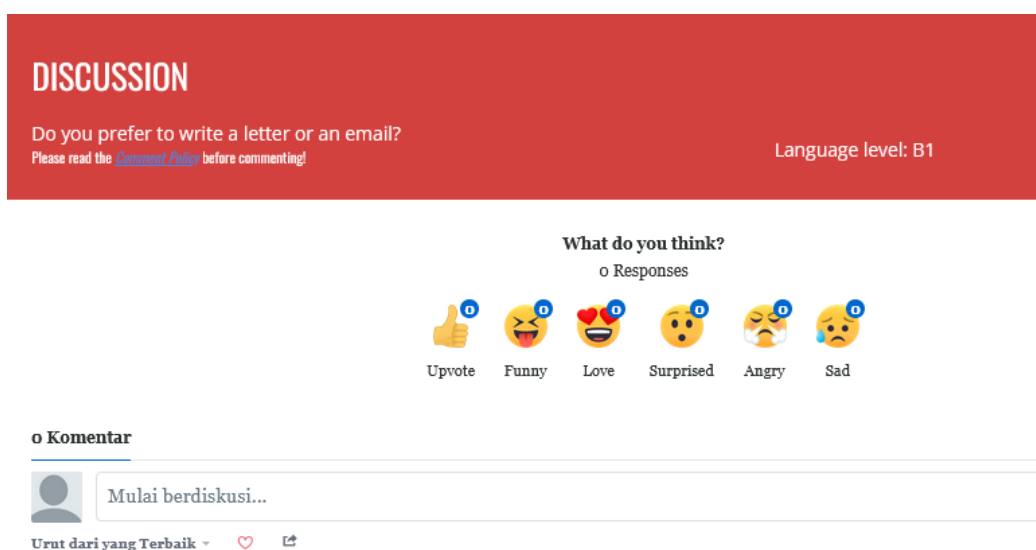 DISCUSSION
Do you prefer to write a letter or an email?
Please read the Comment Policy before commenting!
Language level: B1
What do you think?
0 Responses
0 0 0 0 0 0
Upvote Funny Love Surprised Angry Sad
0 Komentar
Mulai berdiskusi...
Urut dari yang Terbaik